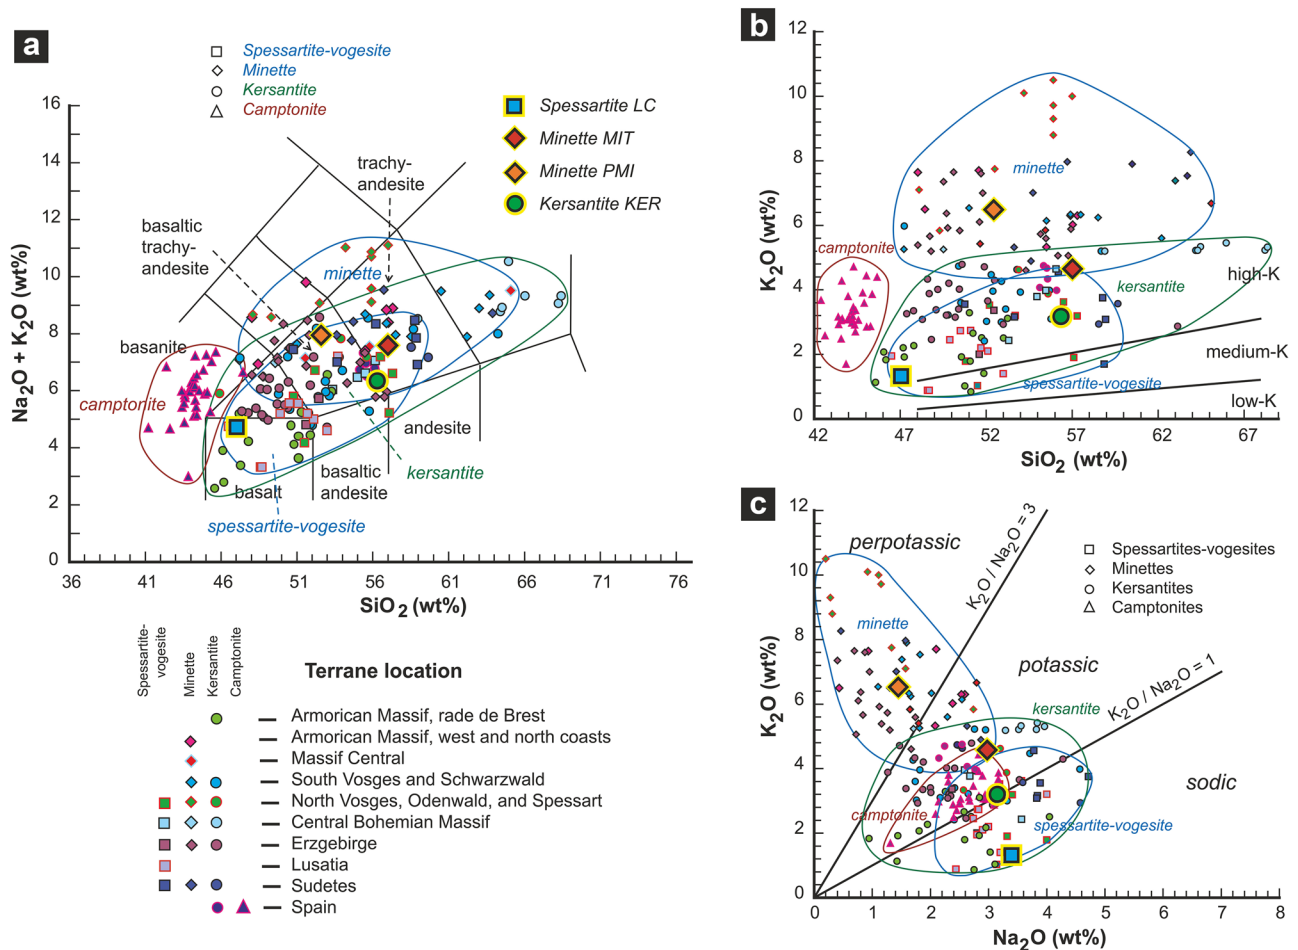 a
Spessartite-vogesite
Minette
Kersantite
Camptonite
Spessartite LC
Minette MIT
Minette PMI
Kersantite KER
16
14
12
10
8
6
4
2
0
Na2O + K2O (wt%)
trachy-
andesite
basaltic
trachy-
andesite
minette
basanite
camptonite
andesite
basaltic
andesite
kersantite
basalt
spessartite-vogesite
36
41
46
51
56
61
66
71
76
SiO2 (wt%)
b
12
10
8
6
4
2
0
K2O (wt%)
minette
camptonite
high-K
kersantite
medium-K
spessartite-vogesite
low-K
42
47
52
57
62
67
SiO2 (wt%)
c
12
10
8
6
4
2
0
K2O (wt%)
perpotassic
K2O / Na2O = 3
Spessartites-vogesites
Minettes
Kersantites
Camptonites
minette
potassic
K2O / Na2O = 1
kersantite
sodic
camptonite
spessartite-vogesite
0
1
2
3
4
5
6
7
8
Na2O (wt%)
Spessartite-
vogesite
Minette
Kersantite
Camptonite
Terrane location
Armorican Massif, rade de Brest
Armorican Massif, west and north coasts
Massif Central
South Vosges and Schwarzwald
North Vosges, Odenwald, and Spessart
Central Bohemian Massif
Erzgebirge
Lusatia
Sudetes
Spain